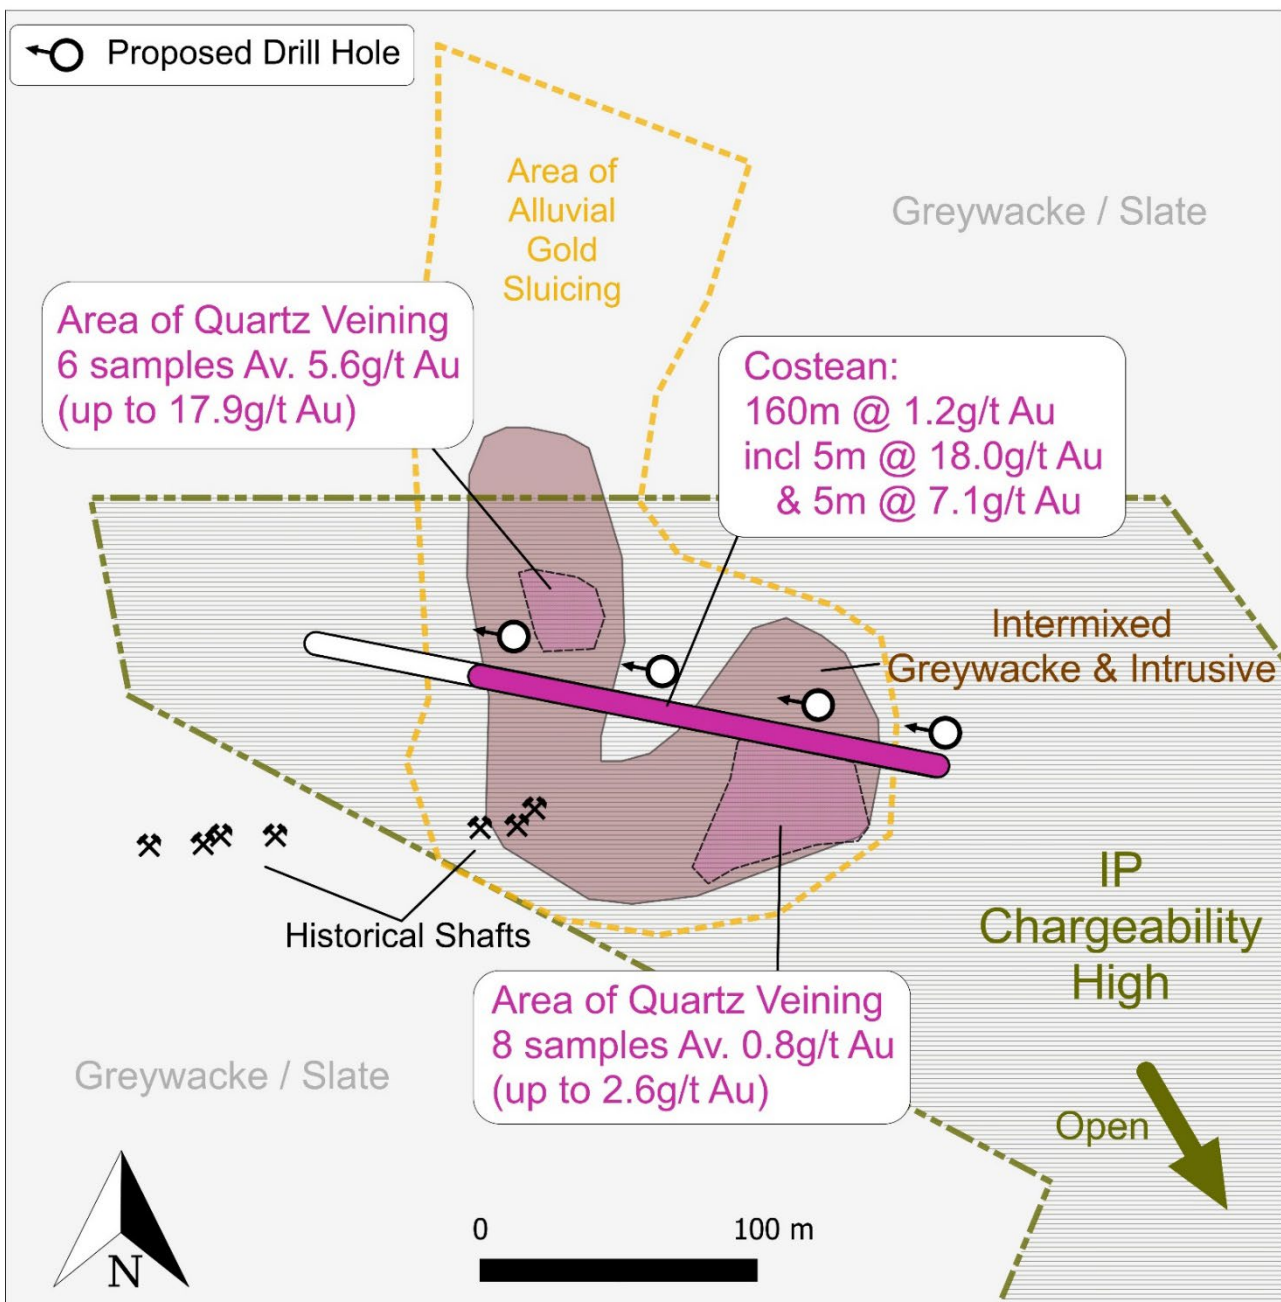 Proposed Drill Hole
Area of
Alluvial
Gold
Sluicing
Greywacke / Slate
Area of Quartz Veining
6 samples Av. 5.6g/t Au
(up to 17.9g/t Au)
Costean:
160m @ 1.2g/t Au
incl 5m @ 18.0g/t Au
& 5m @ 7.1g/t Au
Intermixed
Greywacke & Intrusive
Historical Shafts
IP
Chargeability
High
Area of Quartz Veining
8 samples Av. 0.8g/t Au
(up to 2.6g/t Au)
Greywacke / Slate
Open
N
0 100 m